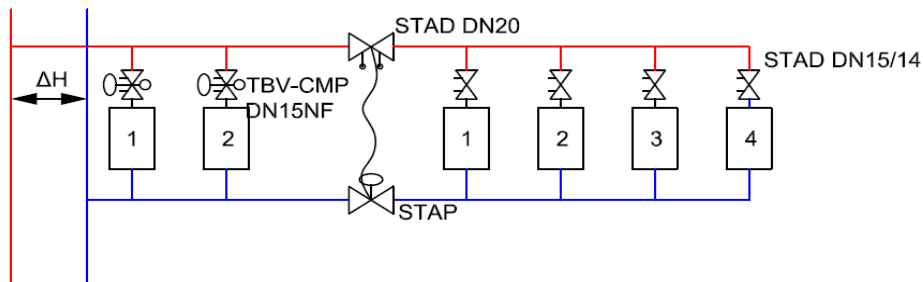 STAD DN20
STAD DN15/14
ΔH
TBV-CMP
DN15NF
1
2
1
2
3
4
STAP